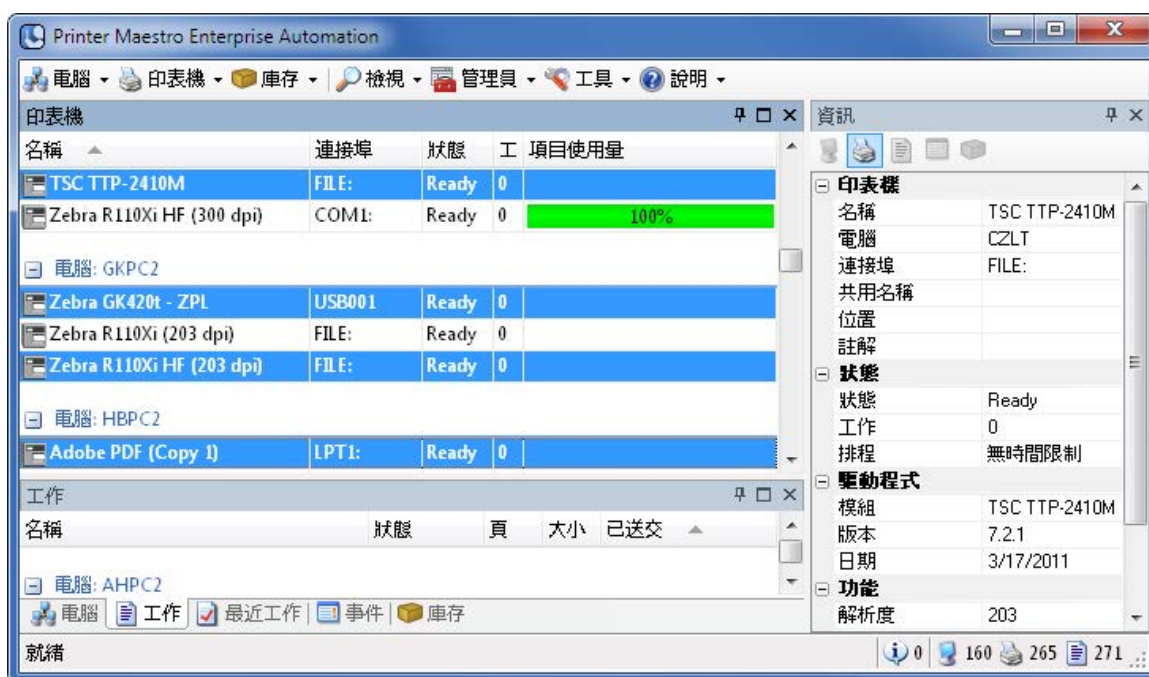 Printer Maestro Enterprise Automation
電腦 印表機 庫存 檢視 管理員 工具 說明
印表機
名稱 連接埠 狀態 工 項目使用量
TSC TTP-2410M FILE: Ready 0
Zebra R110Xi HF (300 dpi) COM1: Ready 0 100%
電腦: GKPC2
Zebra GK420t - ZPL USB001 Ready 0
Zebra R110Xi (203 dpi) FILE: Ready 0
Zebra R110Xi HF (203 dpi) FILE: Ready 0
電腦: HBPC2
Adobe PDF (Copy 1) LPT1: Ready 0
工作
名稱 狀態 頁 大小 已送交
電腦: AHPC2
電腦 工作 最近工作 事件 庫存
資訊
印表機
名稱 TSC TTP-2410M
電腦 CZLT
連接埠 FILE:
共用名稱
位置
註解
狀態
狀態 Ready
工作 0
排程 無時間限制
驅動程式
模組 TSC TTP-2410M
版本 7.2.1
日期 3/17/2011
功能
解析度 203
就緒 0 160 265 271